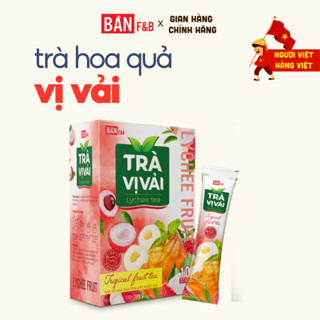 BẢN F&B X GIAN HÀNG
CHÍNH HÃNG
NGƯỜI VIỆT
HÀNG VIỆT
trà hoa quả
vị vải
BẢN F&B
TRÀ
VỊ VẢI
Lychee tea
Tropical fruit tea
LYCHEE FRUIT
LYCHEE FRUIT
TRÀ
VỊ VẢI
Tropical fruit tea